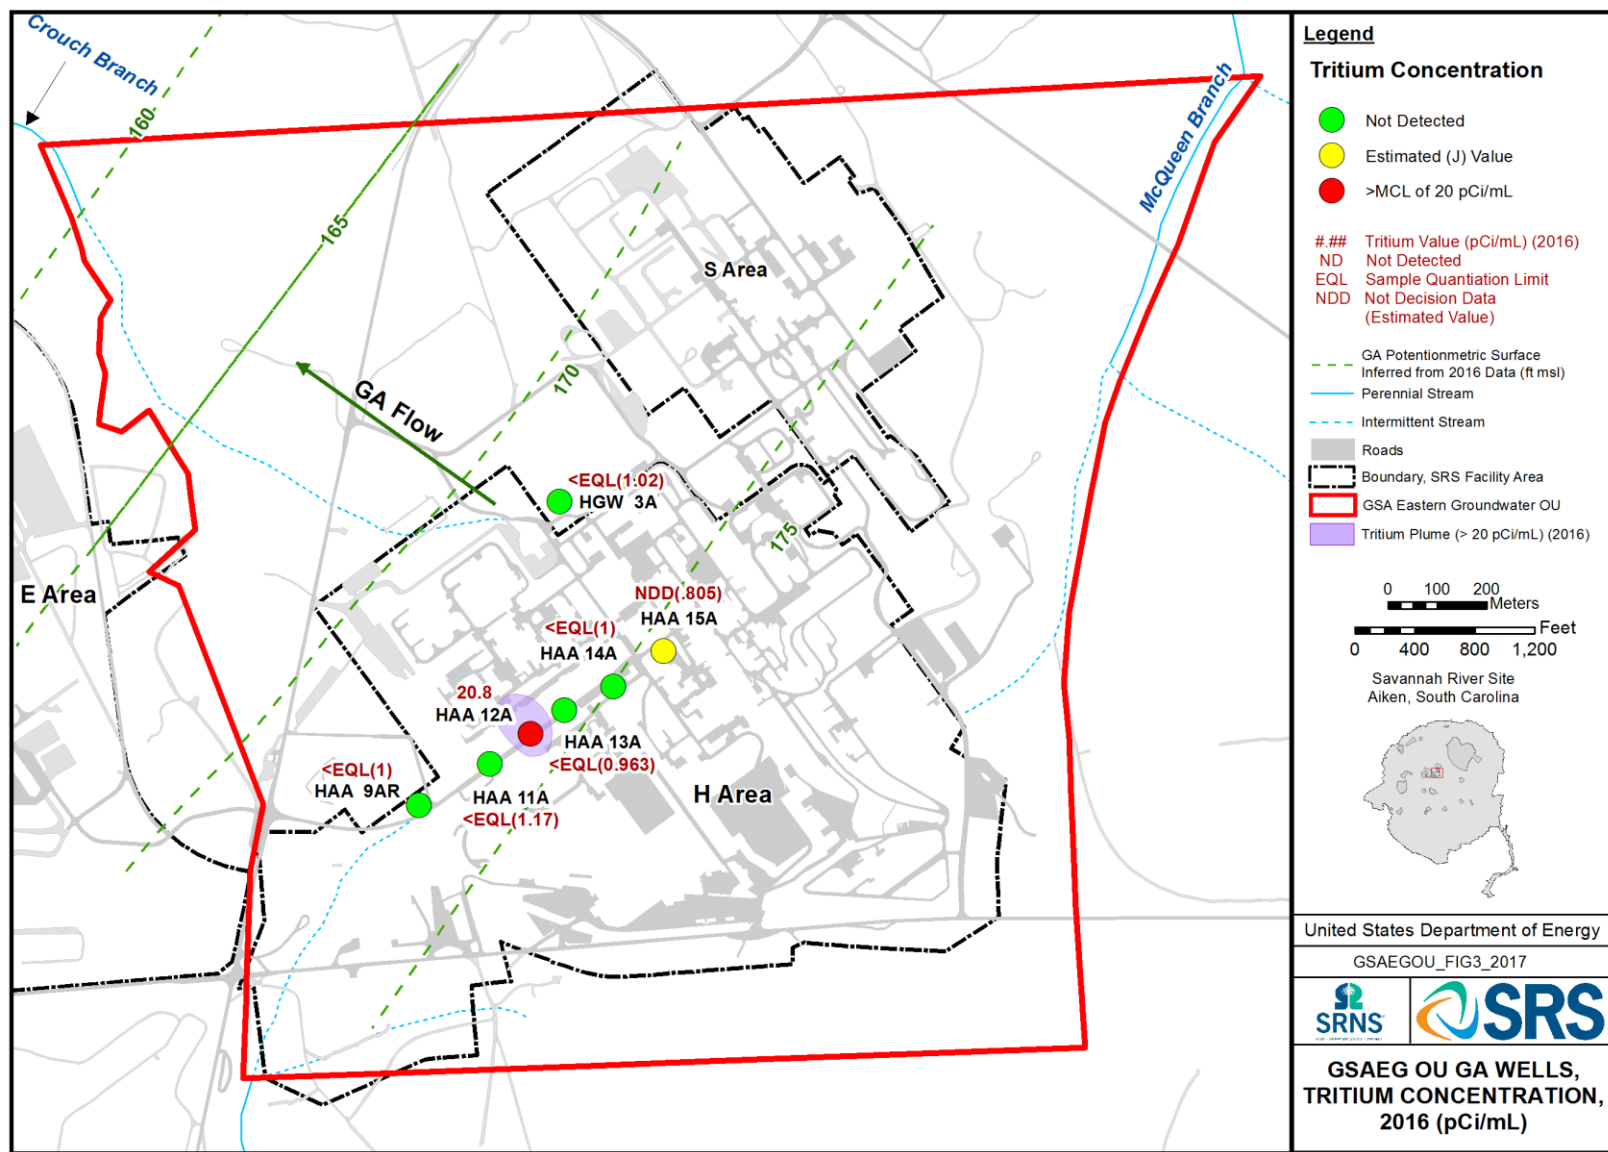 Crouch Branch
160
165
170
175
McQueen Branch
S Area
GA Flow
<EQL(1.02)
HGW 3A
E Area
NDD(.805)
HAA 15A
<EQL(1)
HAA 14A
20.8
HAA 12A
HAA 13A
<EQL(0.963)
<EQL(1)
HAA 9AR
HAA 11A
<EQL(1.17)
H Area
Legend
Tritium Concentration
Not Detected
Estimated (J) Value
>MCL of 20 pCi/mL
#.## Tritium Value (pCi/mL) (2016)
ND Not Detected
EQL Sample Quantiation Limit
NDD Not Decision Data
(Estimated Value)
GA Potentionmetric Surface
Inferred from 2016 Data (ft msl)
Perennial Stream
Intermittent Stream
Roads
Boundary, SRS Facility Area
GSA Eastern Groundwater OU
Tritium Plume (> 20 pCi/mL) (2016)
0 100 200
Meters
Feet
0 400 800 1,200
Savannah River Site
Aiken, South Carolina
United States Department of Energy
GSAEGOU_FIG3_2017
SRNS
SRS
GSAEG OU GA WELLS,
TRITIUM CONCENTRATION,
2016 (pCi/mL)